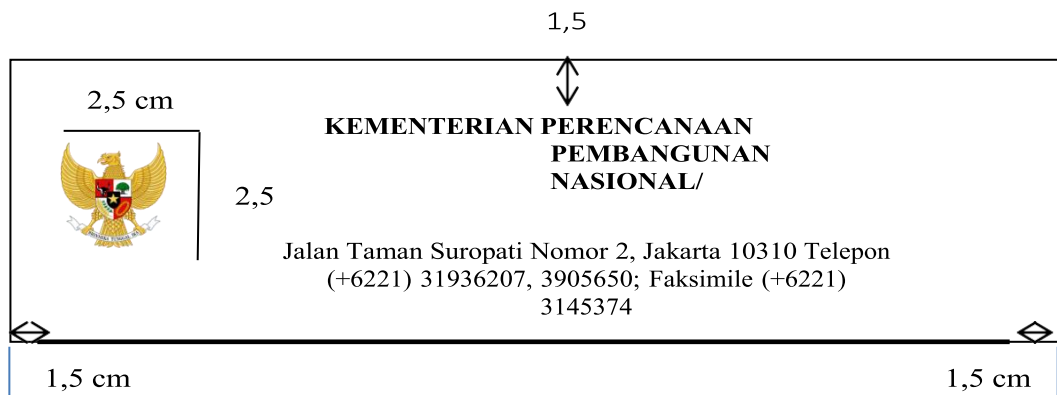 1,5
2,5 cm
KEMENTERIAN PERENCANAAN
PEMBANGUNAN
NASIONAL/
2,5
Jalan Taman Suropati Nomor 2, Jakarta 10310 Telepon
(+6221) 31936207, 3905650; Faksimile (+6221)
3145374
1,5 cm
1,5 cm